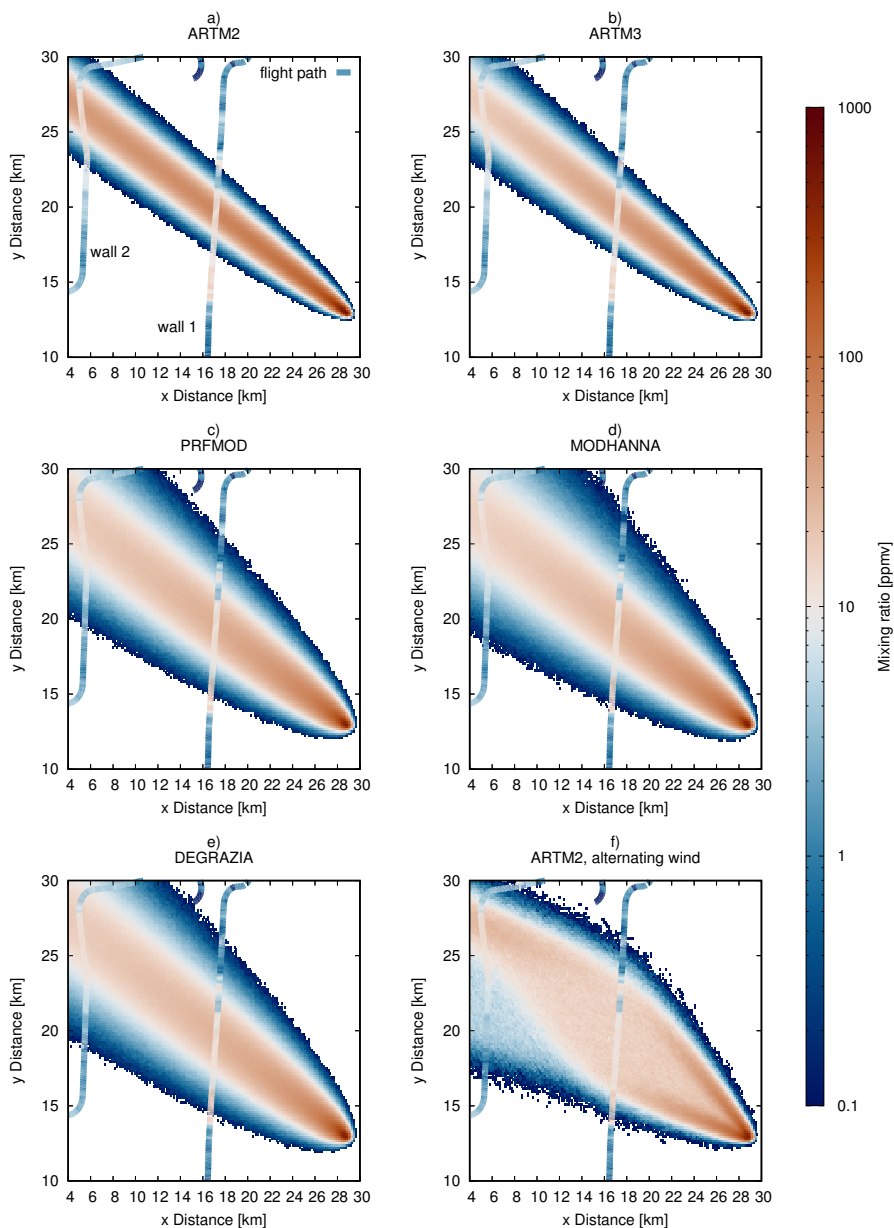 a)
ARTM2
30
25
20
15
10
4 6 8 10 12 14 16 18 20 22 24 26 28 30
x Distance [km]
y Distance [km]
flight path
wall 2
wall 1
b)
ARTM3
30
25
20
15
10
4 6 8 10 12 14 16 18 20 22 24 26 28 30
x Distance [km]
y Distance [km]
c)
PRFMOD
30
25
20
15
10
4 6 8 10 12 14 16 18 20 22 24 26 28 30
x Distance [km]
y Distance [km]
d)
MODHANNA
30
25
20
15
10
4 6 8 10 12 14 16 18 20 22 24 26 28 30
x Distance [km]
y Distance [km]
e)
DEGRAZIA
30
25
20
15
10
4 6 8 10 12 14 16 18 20 22 24 26 28 30
x Distance [km]
y Distance [km]
f)
ARTM2, alternating wind
30
25
20
15
10
4 6 8 10 12 14 16 18 20 22 24 26 28 30
x Distance [km]
y Distance [km]
1000
100
10
1
0.1
Mixing ratio [ppmv]